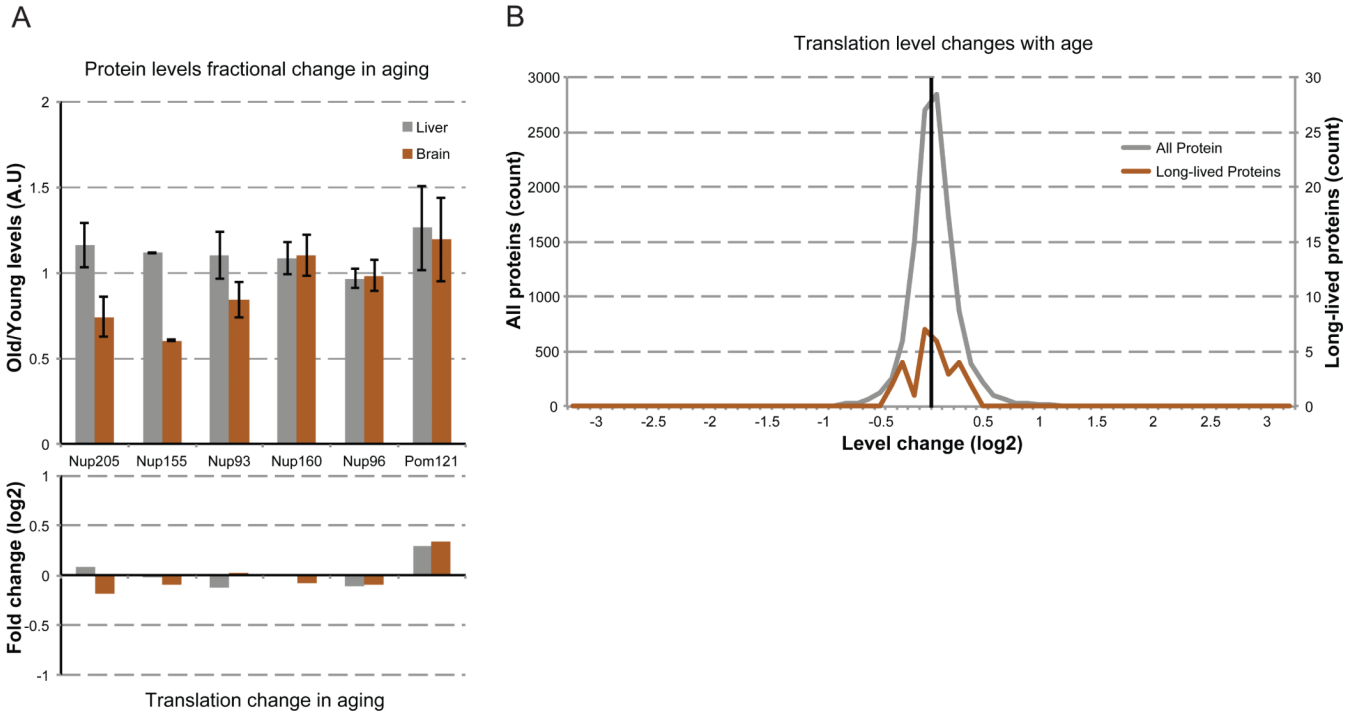 A
Protein levels fractional change in aging
Old/Young levels (A.U)
2
1.5
1
0.5
0
Liver
Brain
Nup205 Nup155 Nup93 Nup160 Nup96 Pom121
Fold change (log2)
1
0.5
0
-0.5
-1
Translation change in aging
B
Translation level changes with age
All proteins (count)
3000
2500
2000
1500
1000
500
0
All Protein
Long-lived Proteins
30
25
20
15
10
5
0
Long-lived proteins (count)
-3 -2.5 -2 -1.5 -1 -0.5 0.5 1 1.5 2 2.5 3
Level change (log2)